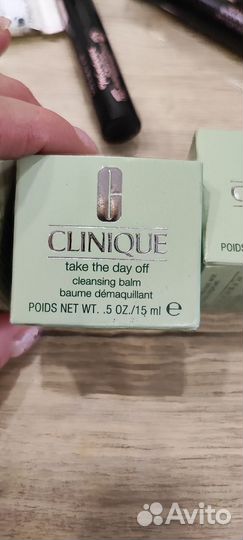 CLINIQUE
take the day off
cleansing balm
baume démaquillant
POIDS NET WT. .5 OZ./15 ml ℮
POIDS
Avito